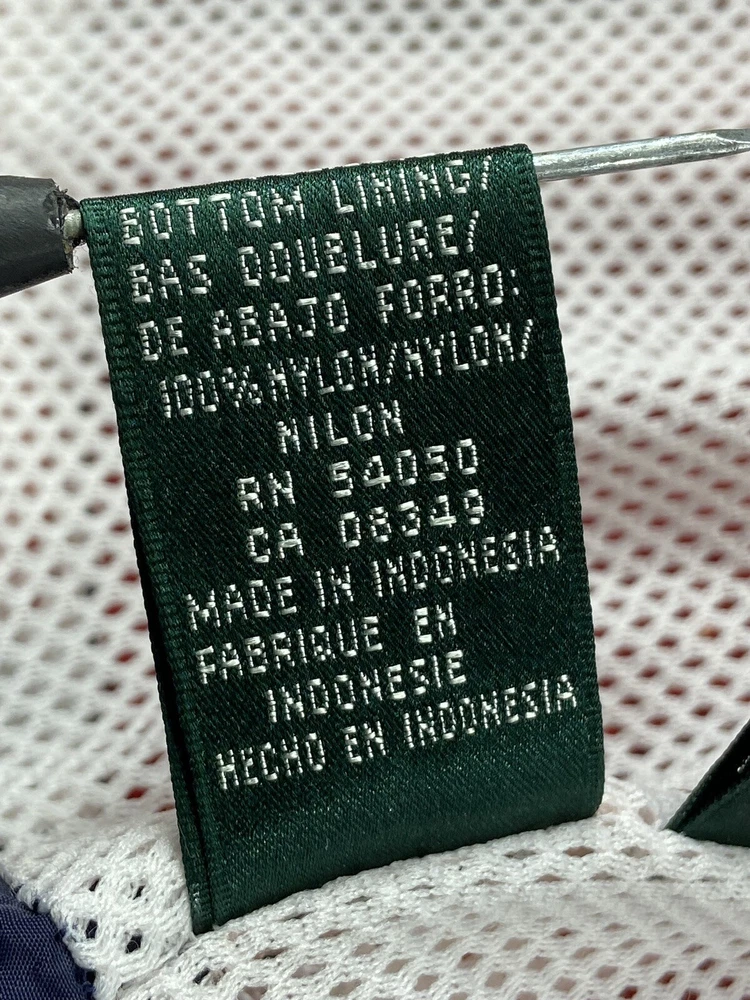 BOTTOM LINING/
BAS DOUBLURE/
DE ABAJO FORRO:
100% NYLON/NYLON/
NILON
RN 54050
CA 08349
MADE IN INDONESIA
FABRIQUE EN
INDONESIE
HECHO EN INDONESIA